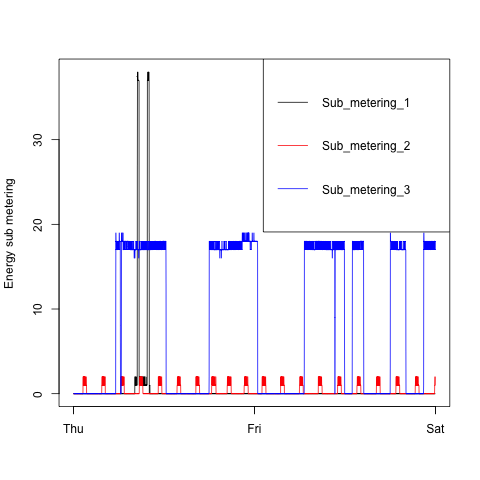 Sub_metering_1
Sub_metering_2
Sub_metering_3
Energy sub metering
30
20
10
0
Thu
Fri
Sat